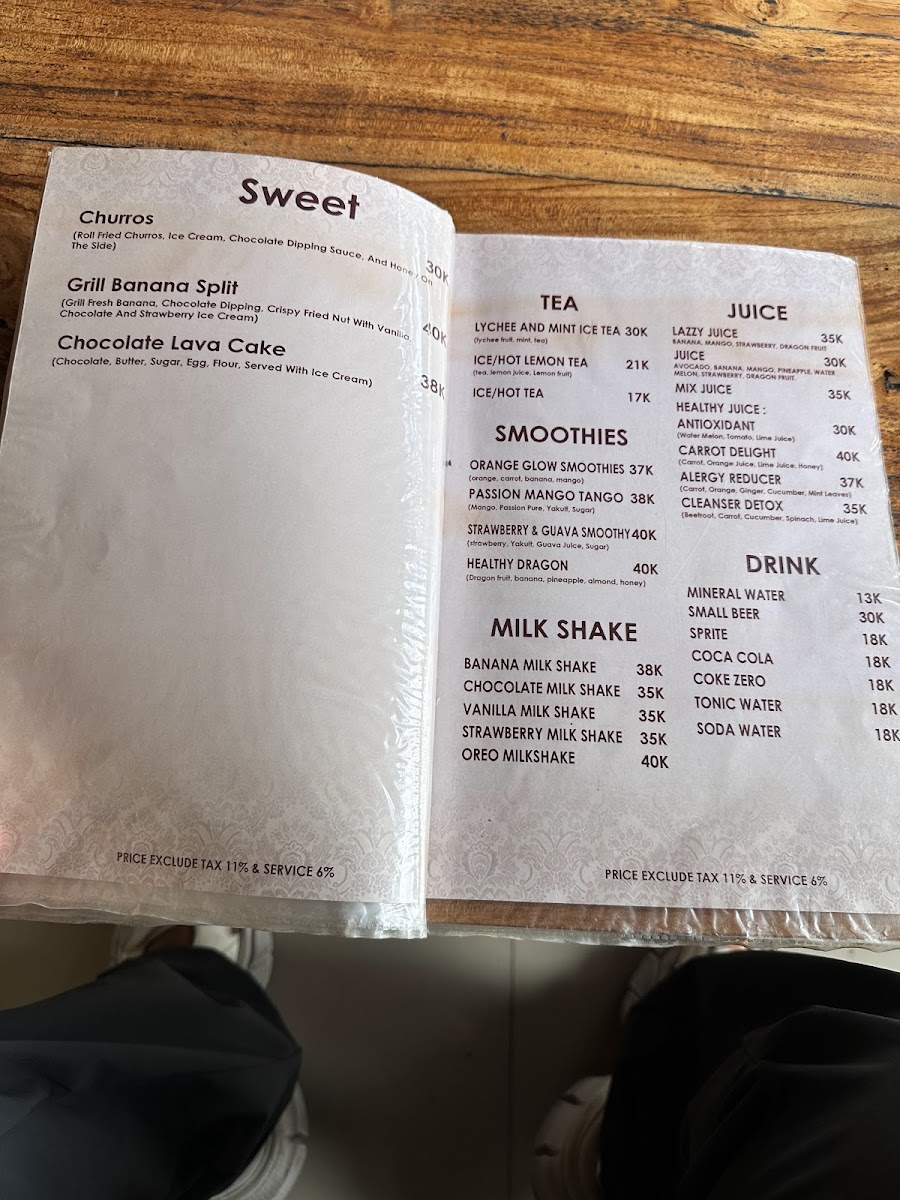 Sweet
Churros
(Roll Fried Churros, Ice Cream, Chocolate Dipping Sauce, And Honey On
The Side)
30K
Grill Banana Split
(Grill Fresh Banana, Chocolate Dipping, Crispy Fried Nut With Vanilla,
Chocolate And Strawberry Ice Cream)
40K
Chocolate Lava Cake
(Chocolate, Butter, Sugar, Egg, Flour, Served With Ice Cream)
38K
PRICE EXCLUDE TAX 11% & SERVICE 6%
TEA
LYCHEE AND MINT ICE TEA 30K
(lychee fruit, mint, tea)
ICE/HOT LEMON TEA 21K
(tea, lemon juice, Lemon fruit)
ICE/HOT TEA 17K
SMOOTHIES
ORANGE GLOW SMOOTHIES 37K
(orange, carrot, banana, mango)
PASSION MANGO TANGO 38K
(Mango, Passion Pure, Yakult, Sugar)
STRAWBERRY & GUAVA SMOOTHY 40K
(strawberry, Yakult, Guava Juice, Sugar)
HEALTHY DRAGON 40K
(Dragon fruit, banana, pineapple, almond, honey)
MILK SHAKE
BANANA MILK SHAKE 38K
CHOCOLATE MILK SHAKE 35K
VANILLA MILK SHAKE 35K
STRAWBERRY MILK SHAKE 35K
OREO MILKSHAKE 40K
JUICE
LAZZY JUICE 35K
BANANA, MANGO, STRAWBERRY, DRAGON FRUIT
JUICE 30K
AVOCADO, BANANA, MANGO, PINEAPPLE, WATER
MELON, STRAWBERRY, DRAGON FRUIT.
MIX JUICE 35K
HEALTHY JUICE :
ANTIOXIDANT 30K
(Water Melon, Tomato, Lime Juice)
CARROT DELIGHT 40K
(Carrot, Orange Juice, Lime Juice, Honey)
ALERGY REDUCER 37K
(Carrot, Orange, Ginger, Cucumber, Mint Leaves)
CLEANSER DETOX 35K
(Beetroot, Carrot, Cucumber, Spinach, Lime Juice)
DRINK
MINERAL WATER 13K
SMALL BEER 30K
SPRITE 18K
COCA COLA 18K
COKE ZERO 18K
TONIC WATER 18K
SODA WATER 18K
PRICE EXCLUDE TAX 11% & SERVICE 6%